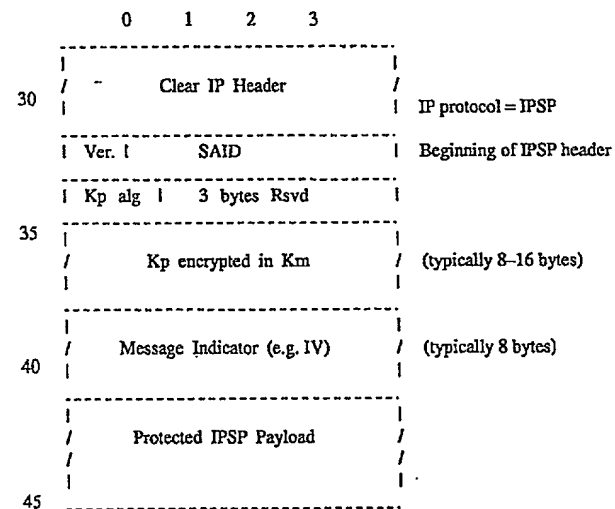 0 1 2 3
Clear IP Header
30
IP protocol = IPSP
Ver. SAID Beginning of IPSP header
Kp alg 3 bytes Rsvd
35
Kp encrypted in Km (typically 8–16 bytes)
Message Indicator (e.g. IV) (typically 8 bytes)
40
Protected IPSP Payload
45